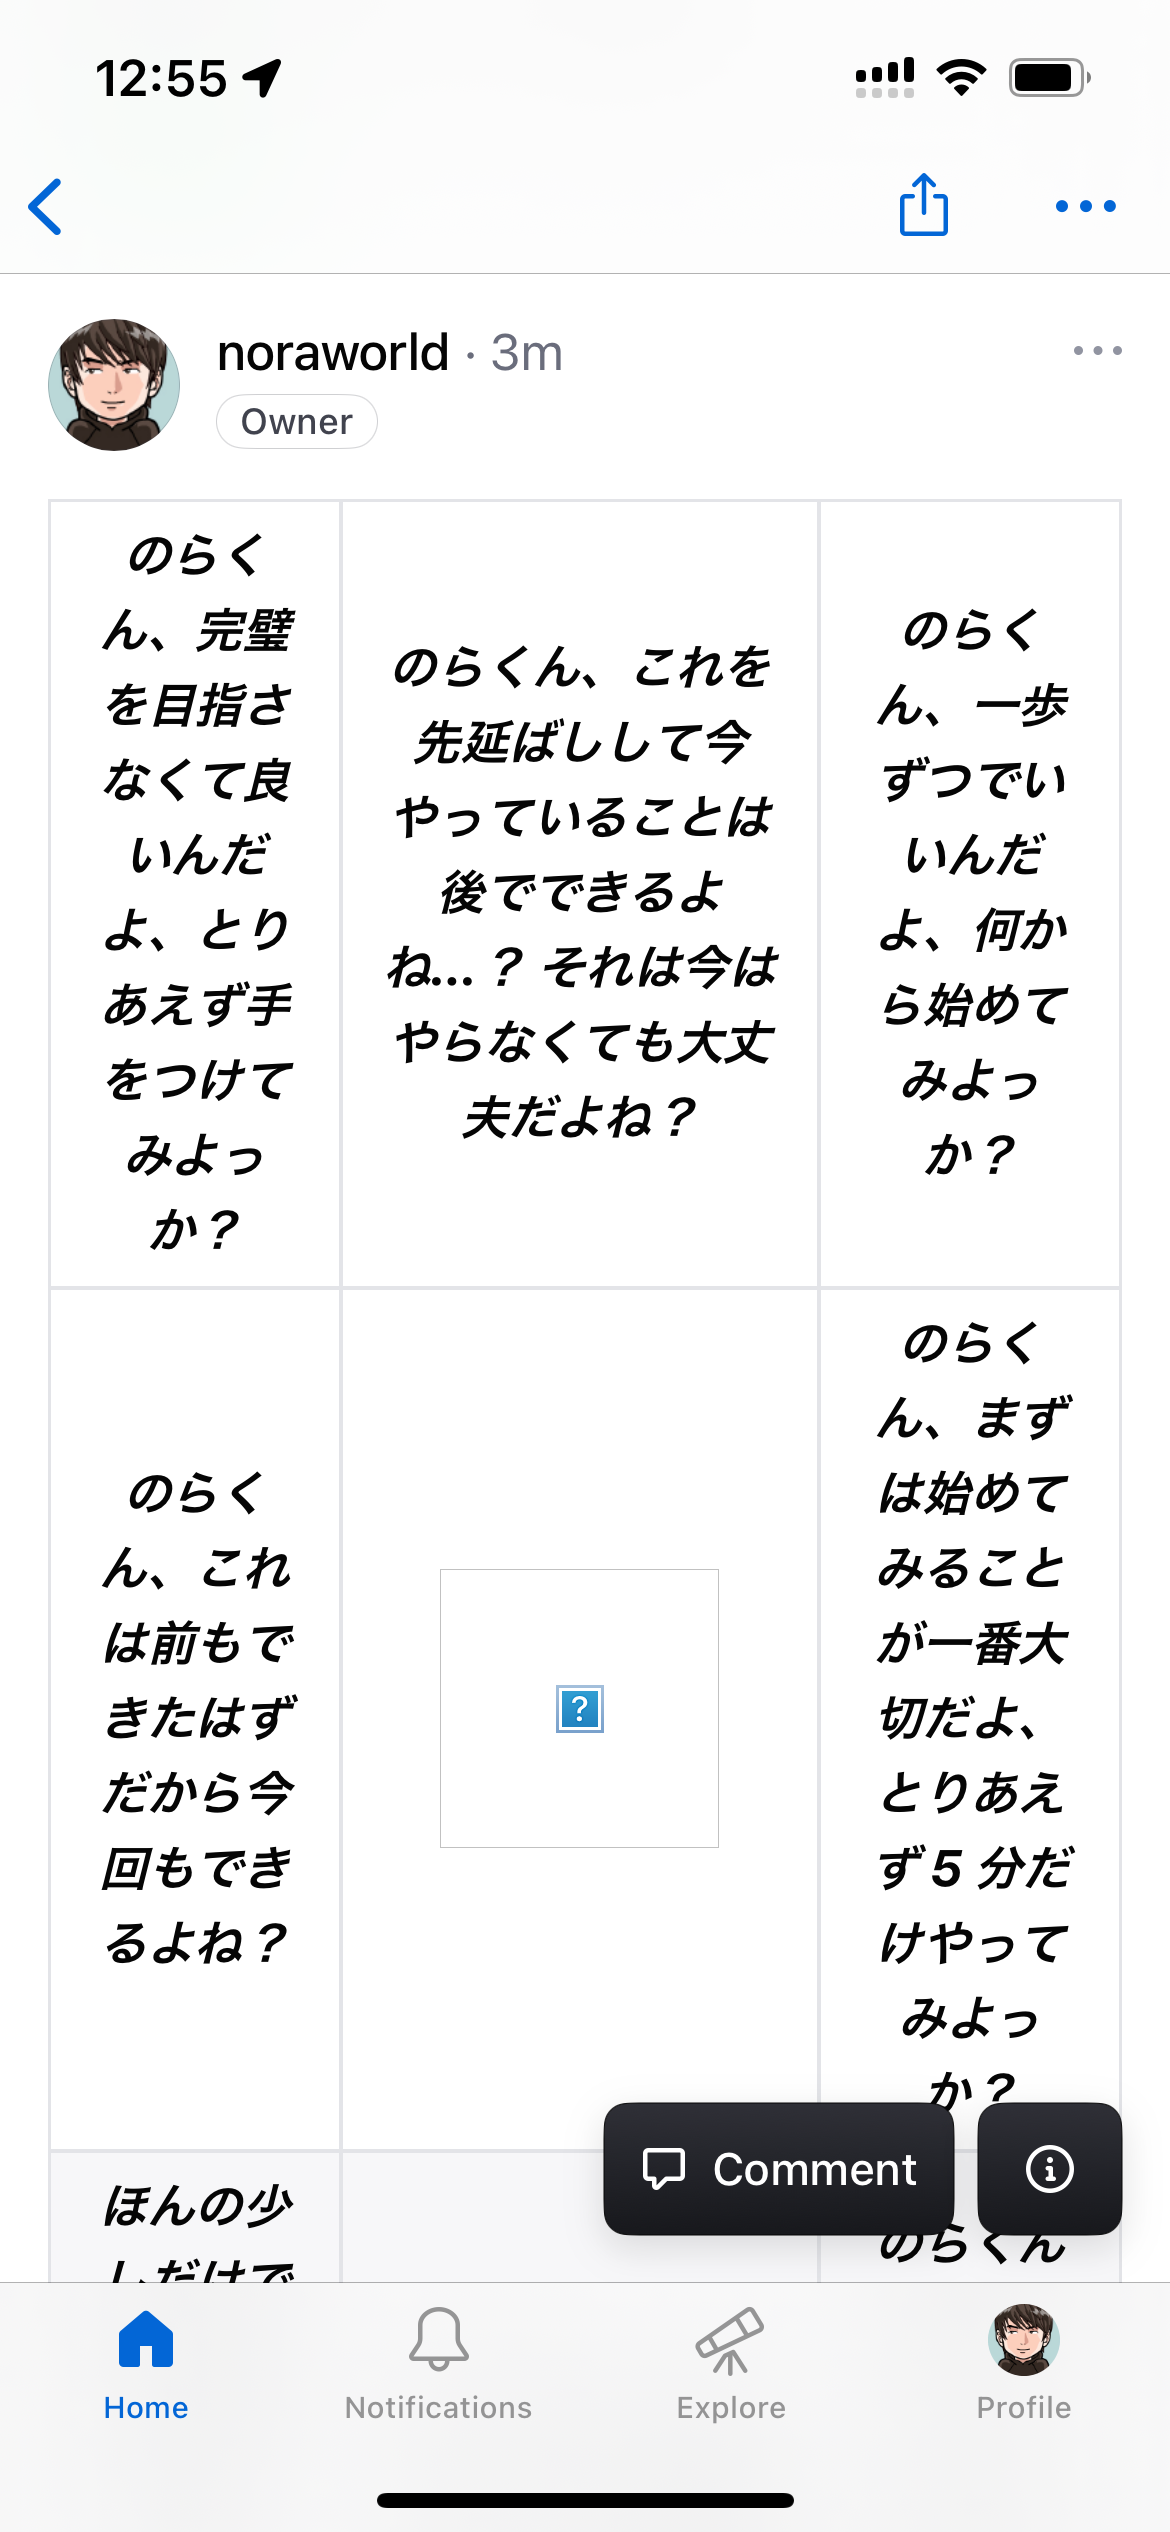 12:55
noraworld · 3m
Owner
のらく
ん、完璧
を目指さ
なくて良
いんだ
よ、とり
あえず手
をつけて
みよっ
か？
のらくん、これを
先延ばしして今
やっていることは
後でできるよ
ね...？ それは今は
やらなくても大丈
夫だよね？
のらく
ん、一歩
ずつでい
いんだ
よ、何か
ら始めて
みよっ
か？
のらく
ん、これ
は前もで
きたはず
だから今
回もでき
るよね？
?
のらく
ん、まず
は始めて
みること
が一番大
切だよ、
とりあえ
ず 5 分だ
けやって
みよっ
か？
ほんの少
しだけで
のらくん
Comment
Home
Notifications
Explore
Profile